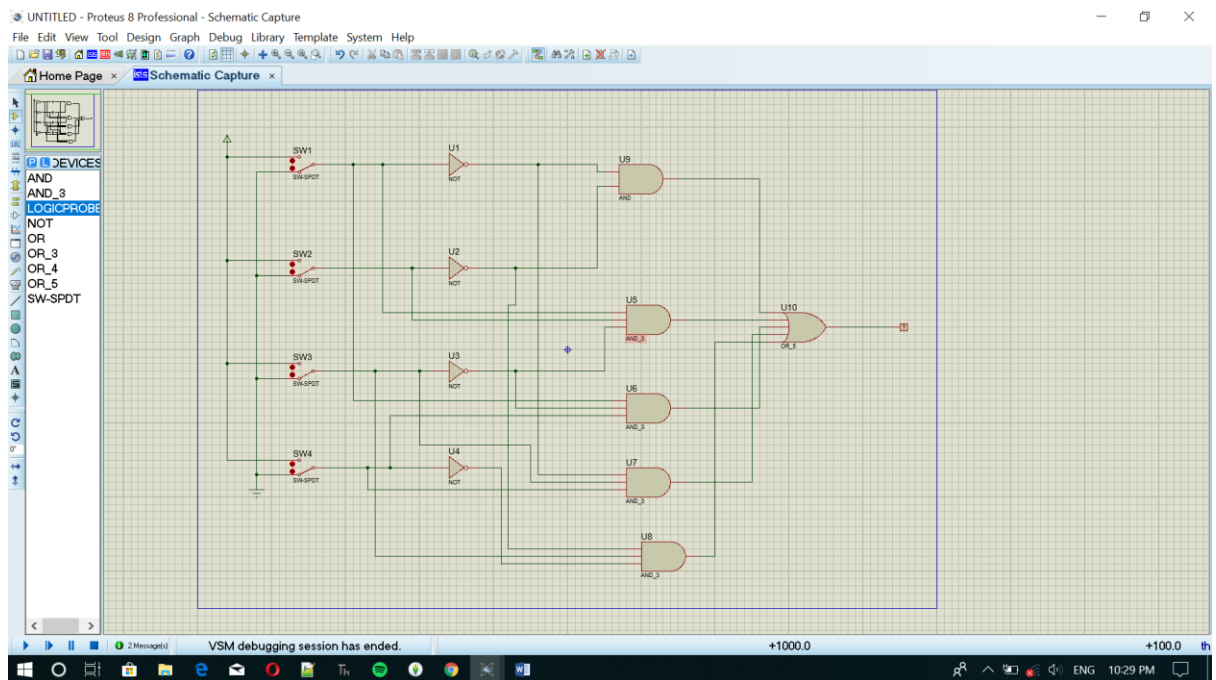 UNTITLED - Proteus 8 Professional - Schematic Capture
File Edit View Tool Design Graph Debug Library Template System Help
Home Page × Schematic Capture ×
P L DEVICES
AND
AND_3
LOGICPROBE
NOT
OR
OR_3
OR_4
OR_5
SW-SPDT
SW1
SW-SPDT
U1
NOT
U9
AND
SW2
SW-SPDT
U2
NOT
U5
AND_3
U10
OR_5
?
SW3
SW-SPDT
U3
NOT
U6
AND_3
SW4
SW-SPDT
U4
NOT
U7
AND_3
U8
AND_3
2 Message(s) VSM debugging session has ended. +1000.0 +100.0 th
ENG 10:29 PM